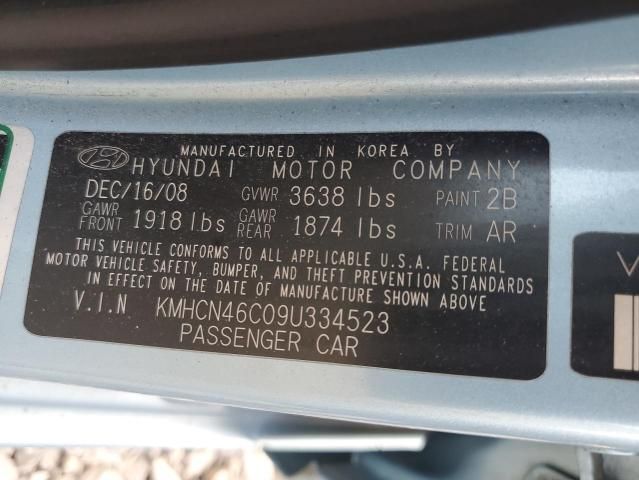 MANUFACTURED IN KOREA BY
HYUNDAI MOTOR COMPANY
DEC/16/08 GVWR 3638 lbs PAINT 2B
GAWR FRONT 1918 lbs GAWR REAR 1874 lbs TRIM AR
THIS VEHICLE CONFORMS TO ALL APPLICABLE U.S.A. FEDERAL
MOTOR VEHICLE SAFETY, BUMPER, AND THEFT PREVENTION STANDARDS
IN EFFECT ON THE DATE OF MANUFACTURE SHOWN ABOVE
V.I.N KMHCN46C09U334523
PASSENGER CAR
V